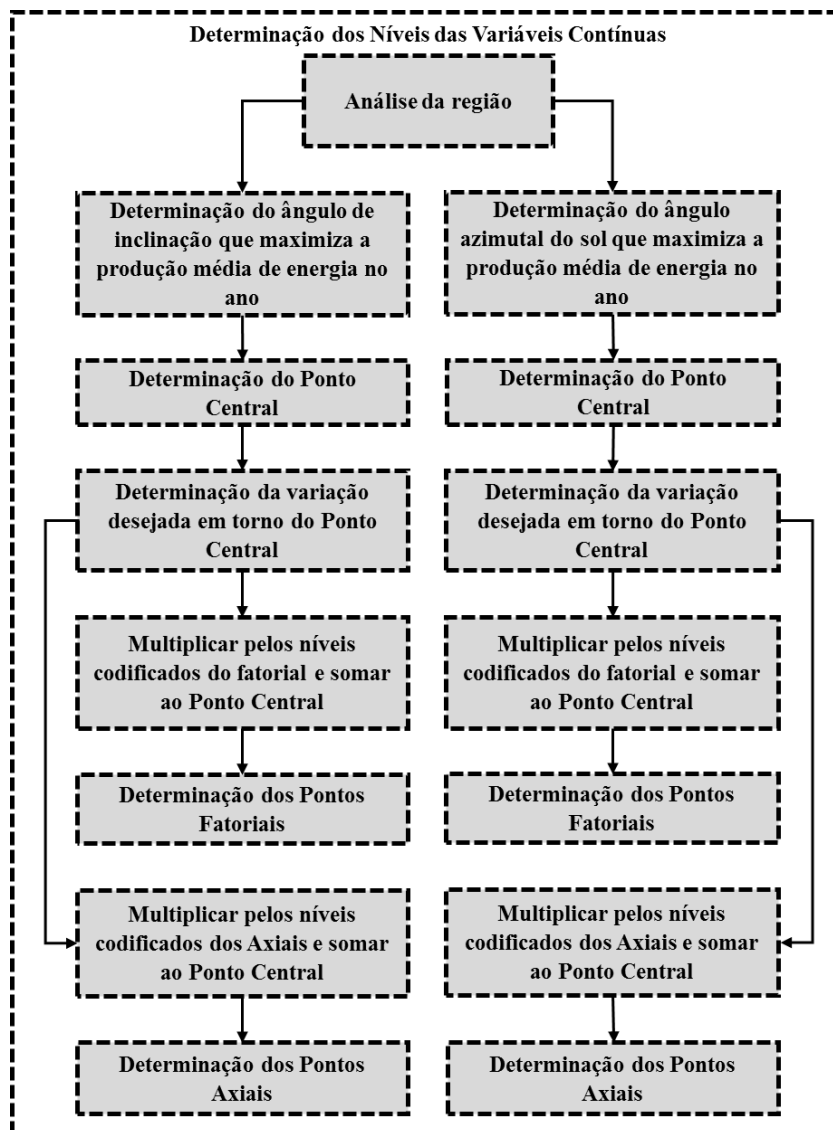 Determinação dos Níveis das Variáveis Contínuas
Análise da região
Determinação do ângulo de
inclinação que maximiza a
produção média de energia no
ano
Determinação do ângulo
azimutal do sol que maximiza a
produção média de energia no
ano
Determinação do Ponto
Central
Determinação do Ponto
Central
Determinação da variação
desejada em torno do Ponto
Central
Determinação da variação
desejada em torno do Ponto
Central
Multiplicar pelos níveis
codificados do fatorial e somar
ao Ponto Central
Multiplicar pelos níveis
codificados do fatorial e somar
ao Ponto Central
Determinação dos Pontos
Fatoriais
Determinação dos Pontos
Fatoriais
Multiplicar pelos níveis
codificados dos Axiais e somar
ao Ponto Central
Multiplicar pelos níveis
codificados dos Axiais e somar
ao Ponto Central
Determinação dos Pontos
Axiais
Determinação dos Pontos
Axiais